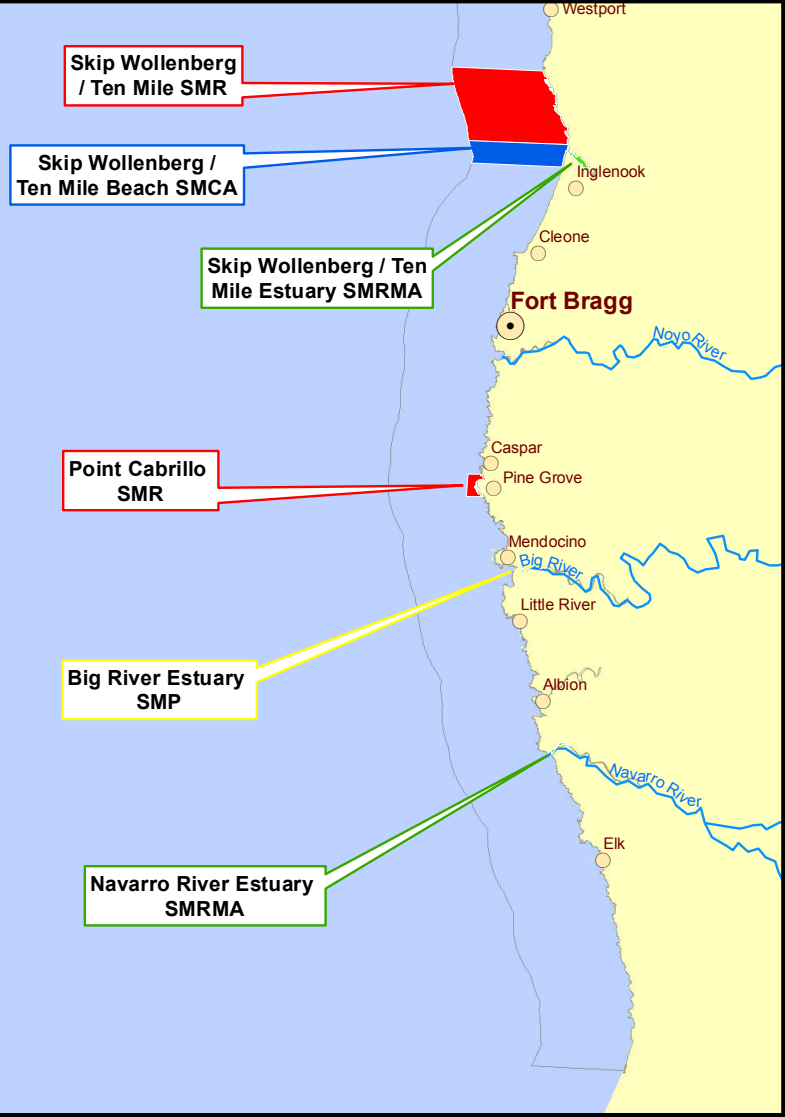 Westport
Skip Wollenberg
/ Ten Mile SMR
Skip Wollenberg /
Ten Mile Beach SMCA
Inglenook
Cleone
Skip Wollenberg / Ten
Mile Estuary SMRMA
Fort Bragg
Noyo River
Caspar
Point Cabrillo
SMR
Pine Grove
Mendocino
Big River
Little River
Big River Estuary
SMP
Albion
Navarro River
Elk
Navarro River Estuary
SMRMA